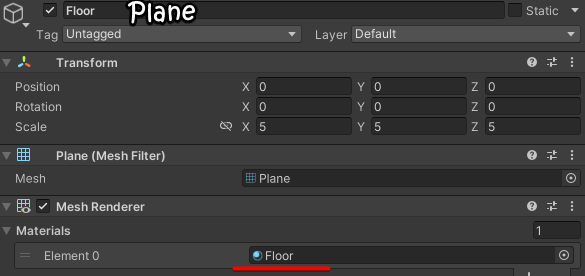 Floor Plane Static
Tag Untagged Layer Default
Transform
Position X 0 Y 0 Z 0
Rotation X 0 Y 0 Z 0
Scale X 5 Y 5 Z 5
Plane (Mesh Filter)
Mesh Plane
Mesh Renderer
Materials 1
Element 0 Floor